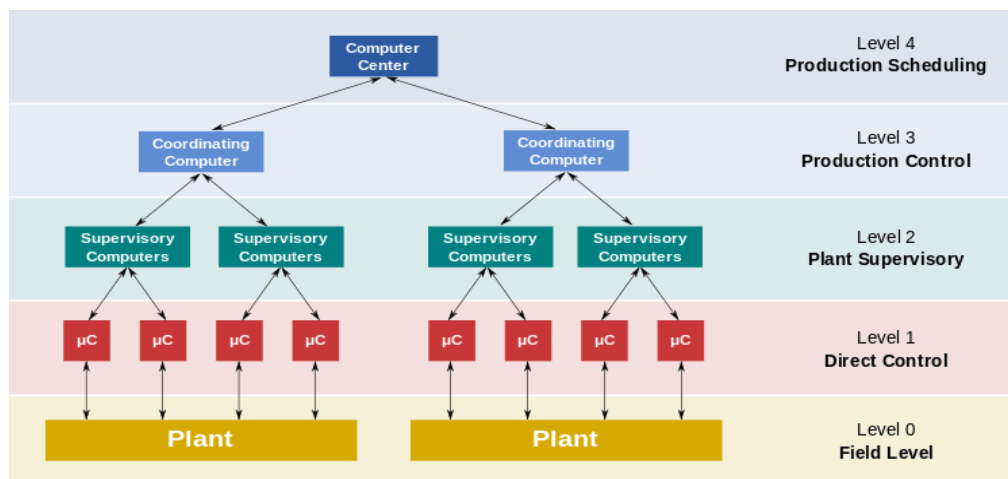 Computer
Center
Level 4
Production Scheduling
Coordinating
Computer
Coordinating
Computer
Level 3
Production Control
Supervisory
Computers
Supervisory
Computers
Supervisory
Computers
Supervisory
Computers
Level 2
Plant Supervisory
µC
µC
µC
µC
µC
µC
µC
µC
Level 1
Direct Control
Plant
Plant
Level 0
Field Level